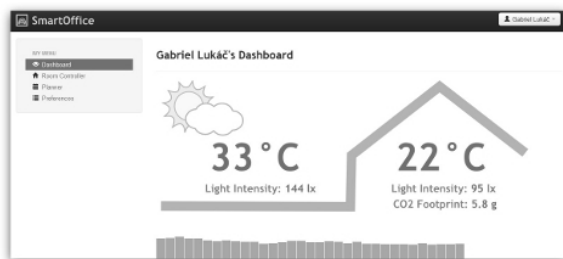 SmartOffice
Gabriel Lukáč
MY MENU
Dashboard
Room Controller
Planner
Preferences
Gabriel Lukáč's Dashboard
33°C
Light Intensity: 144 lx
22°C
Light Intensity: 95 lx
CO2 Footprint: 5.8 g